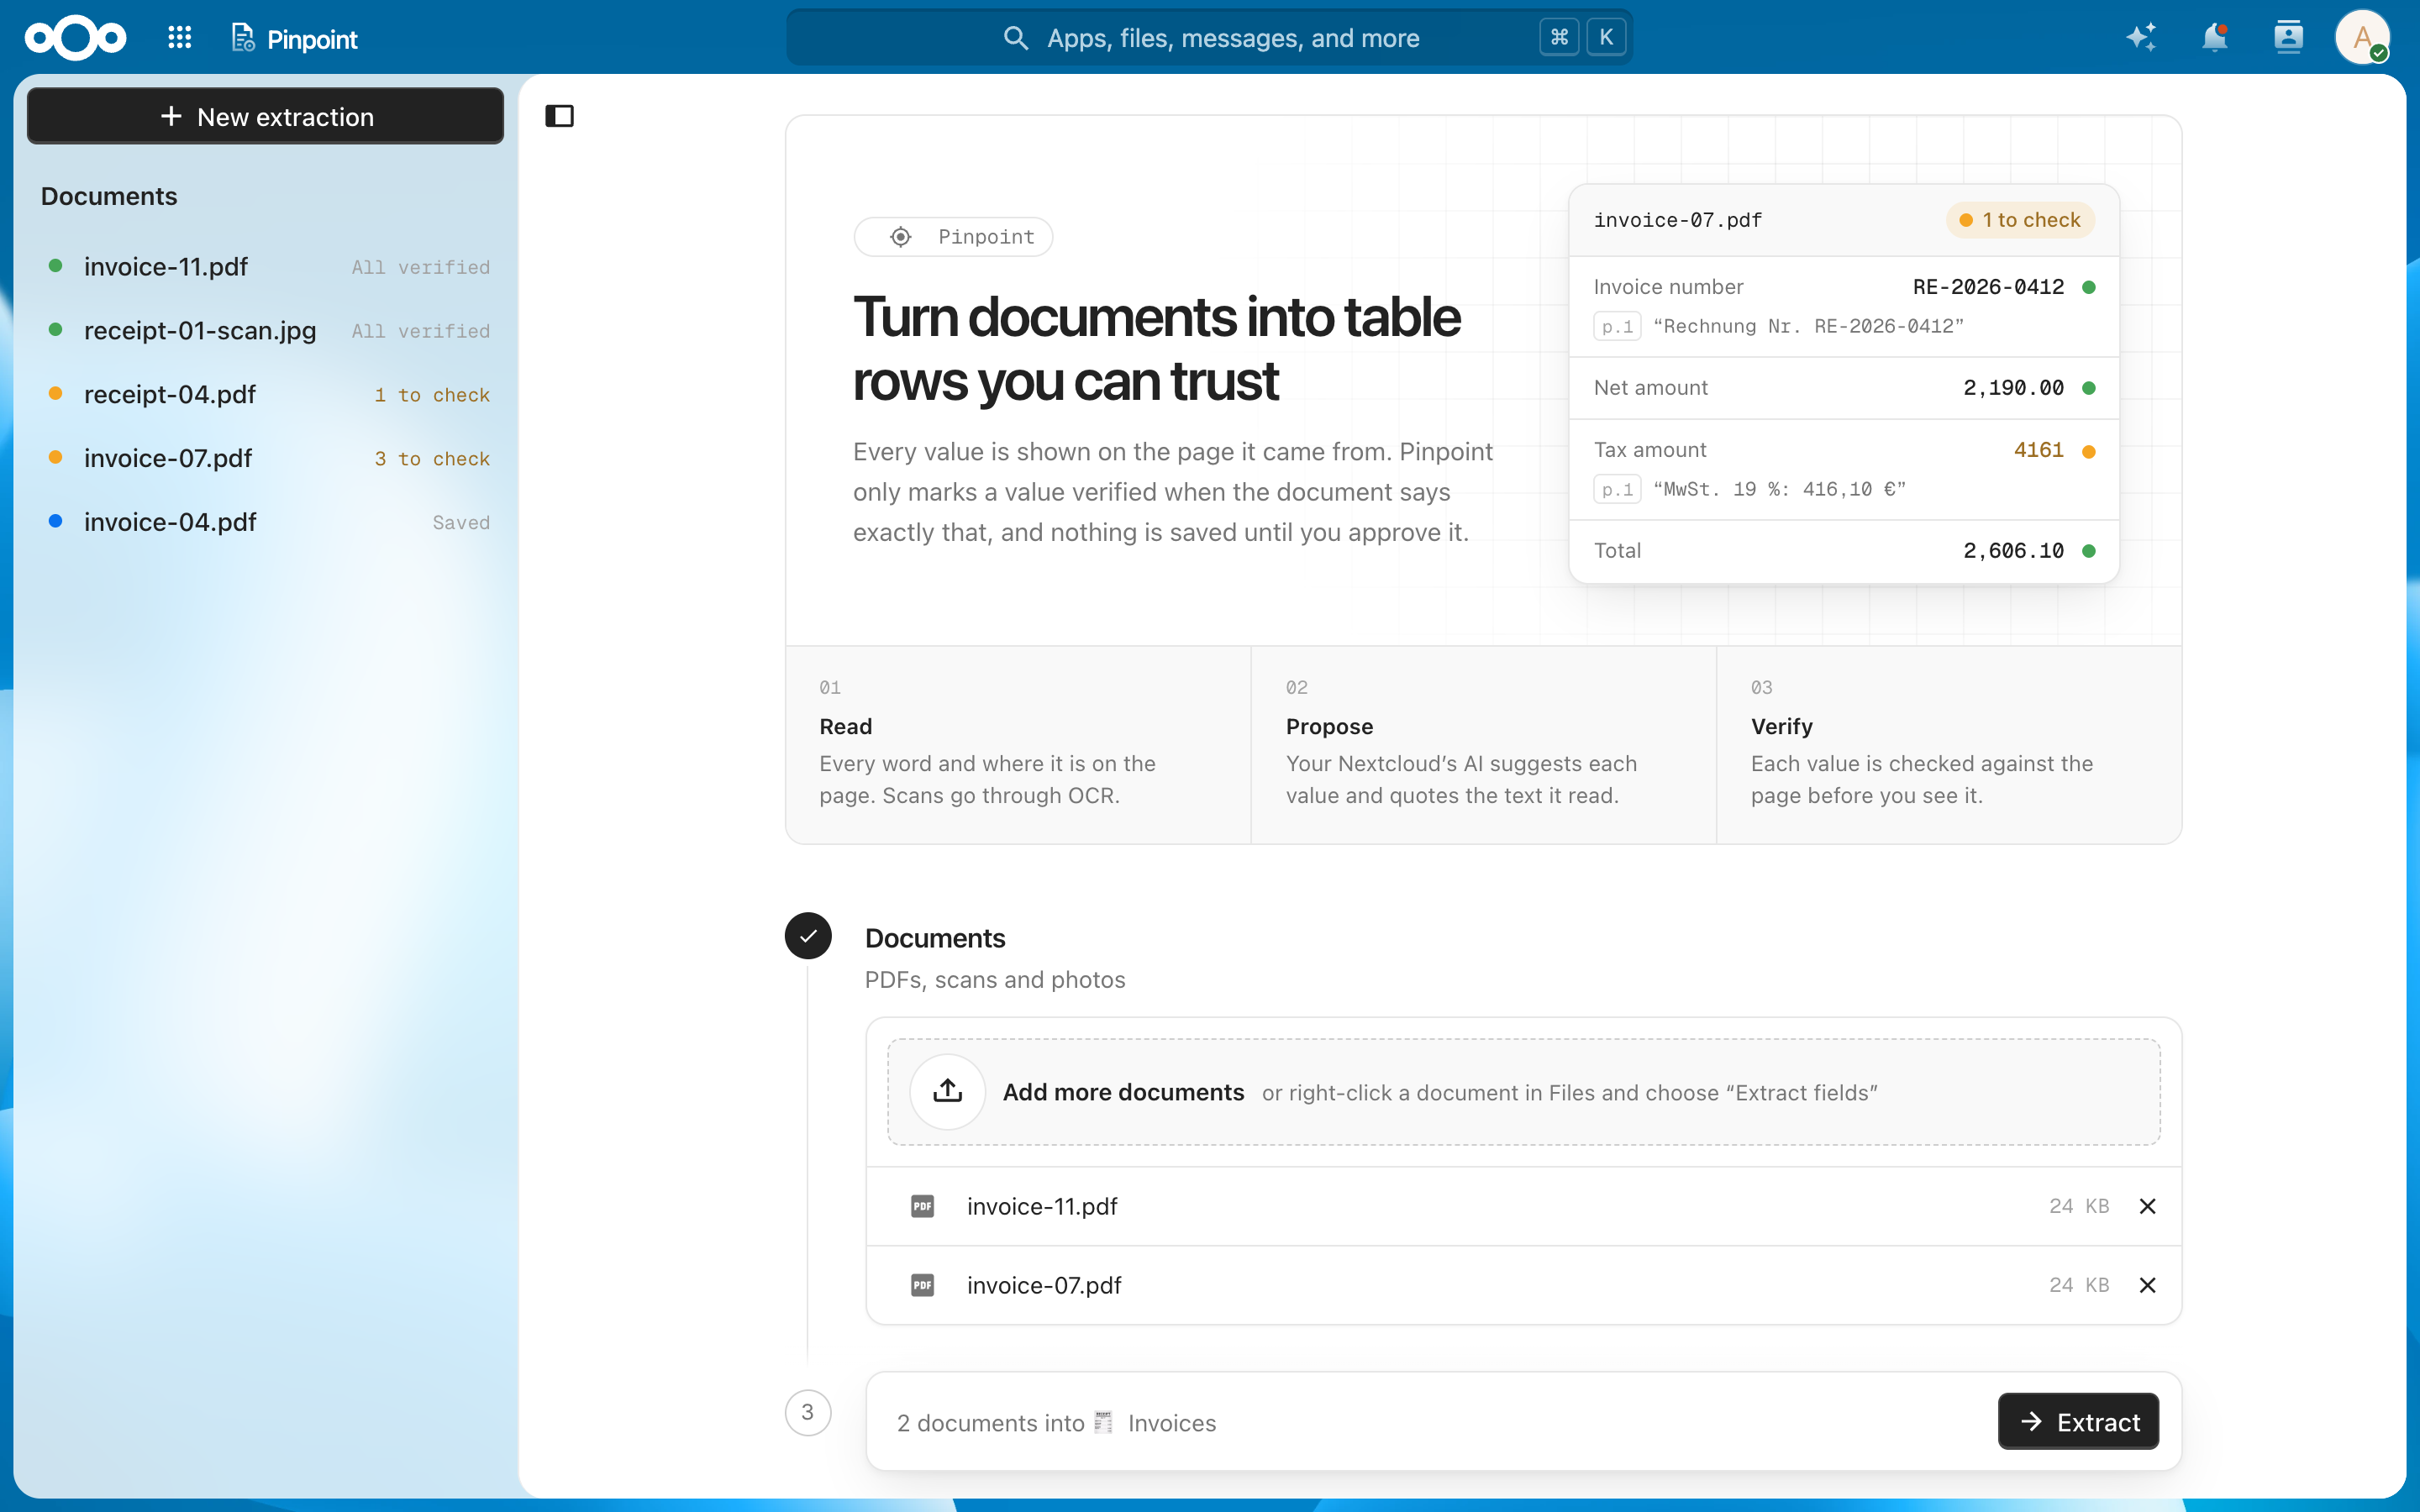 Pinpoint
Apps, files, messages, and more
⌘ K
A
New extraction
Documents
invoice-11.pdf All verified
receipt-01-scan.jpg All verified
receipt-04.pdf 1 to check
invoice-07.pdf 3 to check
invoice-04.pdf Saved
Pinpoint
Turn documents into table
rows you can trust
Every value is shown on the page it came from. Pinpoint
only marks a value verified when the document says
exactly that, and nothing is saved until you approve it.
invoice-07.pdf 1 to check
Invoice number RE-2026-0412
p.1 “Rechnung Nr. RE-2026-0412”
Net amount 2,190.00
Tax amount 4161
p.1 “MwSt. 19 %: 416,10 €”
Total 2,606.10
01
Read
Every word and where it is on the
page. Scans go through OCR.
02
Propose
Your Nextcloud’s AI suggests each
value and quotes the text it read.
03
Verify
Each value is checked against the
page before you see it.
Documents
PDFs, scans and photos
Add more documents or right-click a document in Files and choose “Extract fields”
PDF invoice-11.pdf 24 KB
PDF invoice-07.pdf 24 KB
3
2 documents into 🧾 Invoices
Extract